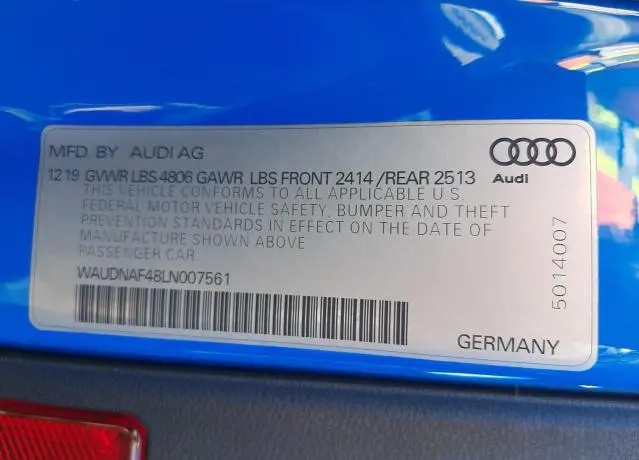 MFD. BY AUDI AG
12 19 GVWR LBS 4806 GAWR LBS FRONT 2414 / REAR 2513
Audi
THIS VEHICLE CONFORMS TO ALL APPLICABLE U.S.
FEDERAL MOTOR VEHICLE SAFETY, BUMPER AND THEFT
PREVENTION STANDARDS IN EFFECT ON THE DATE OF
MANUFACTURE SHOWN ABOVE
PASSENGER CAR
WAUDNAF48LN007561
5014007
GERMANY